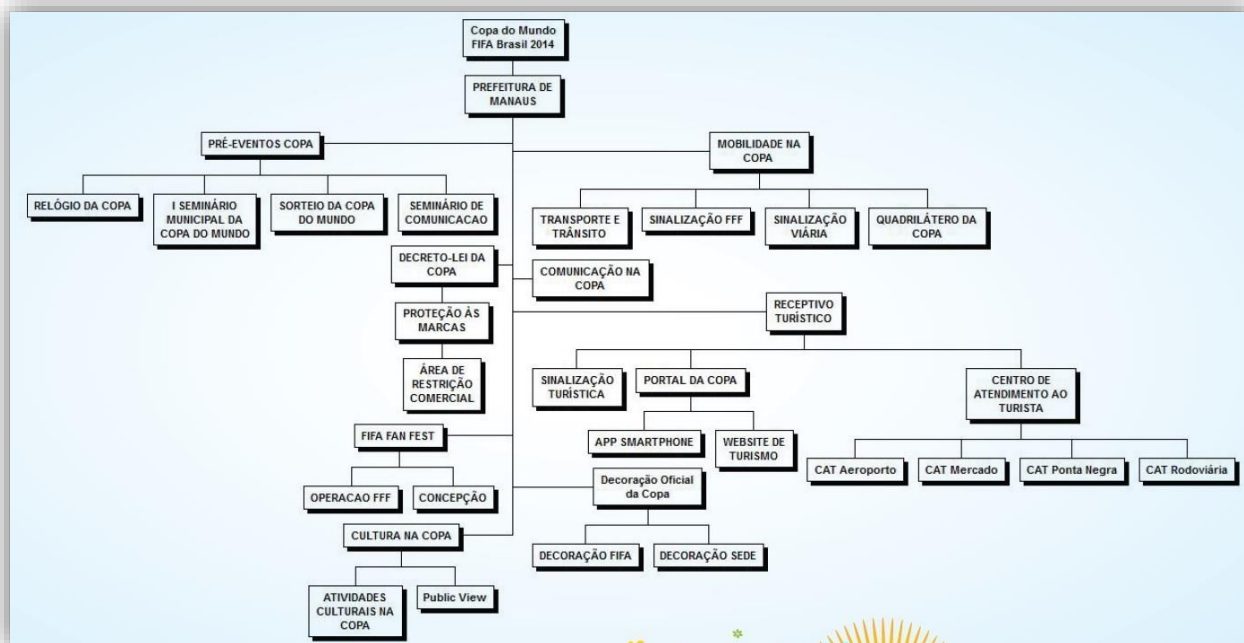 Copa do Mundo
FIFA Brasil 2014
PREFEITURA DE
MANAUS
PRÉ-EVENTOS COPA
MOBILIDADE NA
COPA
RELÓGIO DA COPA
I SEMINÁRIO
MUNICIPAL DA
COPA DO MUNDO
SORTEIO DA COPA
DO MUNDO
SEMINÁRIO DE
COMUNICACAO
TRANSPORTE E
TRÂNSITO
SINALIZAÇÃO FFF
SINALIZAÇÃO
VIÁRIA
QUADRILÁTERO DA
COPA
DECRETO-LEI DA
COPA
COMUNICAÇÃO NA
COPA
PROTEÇÃO ÀS
MARCAS
RECEPTIVO
TURÍSTICO
ÁREA DE
RESTRIÇÃO
COMERCIAL
SINALIZAÇÃO
TURÍSTICA
PORTAL DA COPA
CENTRO DE
ATENDIMENTO AO
TURISTA
FIFA FAN FEST
APP SMARTPHONE
WEBSITE DE
TURISMO
CAT Aeroporto
CAT Mercado
CAT Ponta Negra
CAT Rodoviária
OPERACAO FFF
CONCEPÇÃO
Decoração Oficial
da Copa
CULTURA NA COPA
DECORAÇÃO FIFA
DECORAÇÃO SEDE
ATIVIDADES
CULTURAIS NA
COPA
Public View